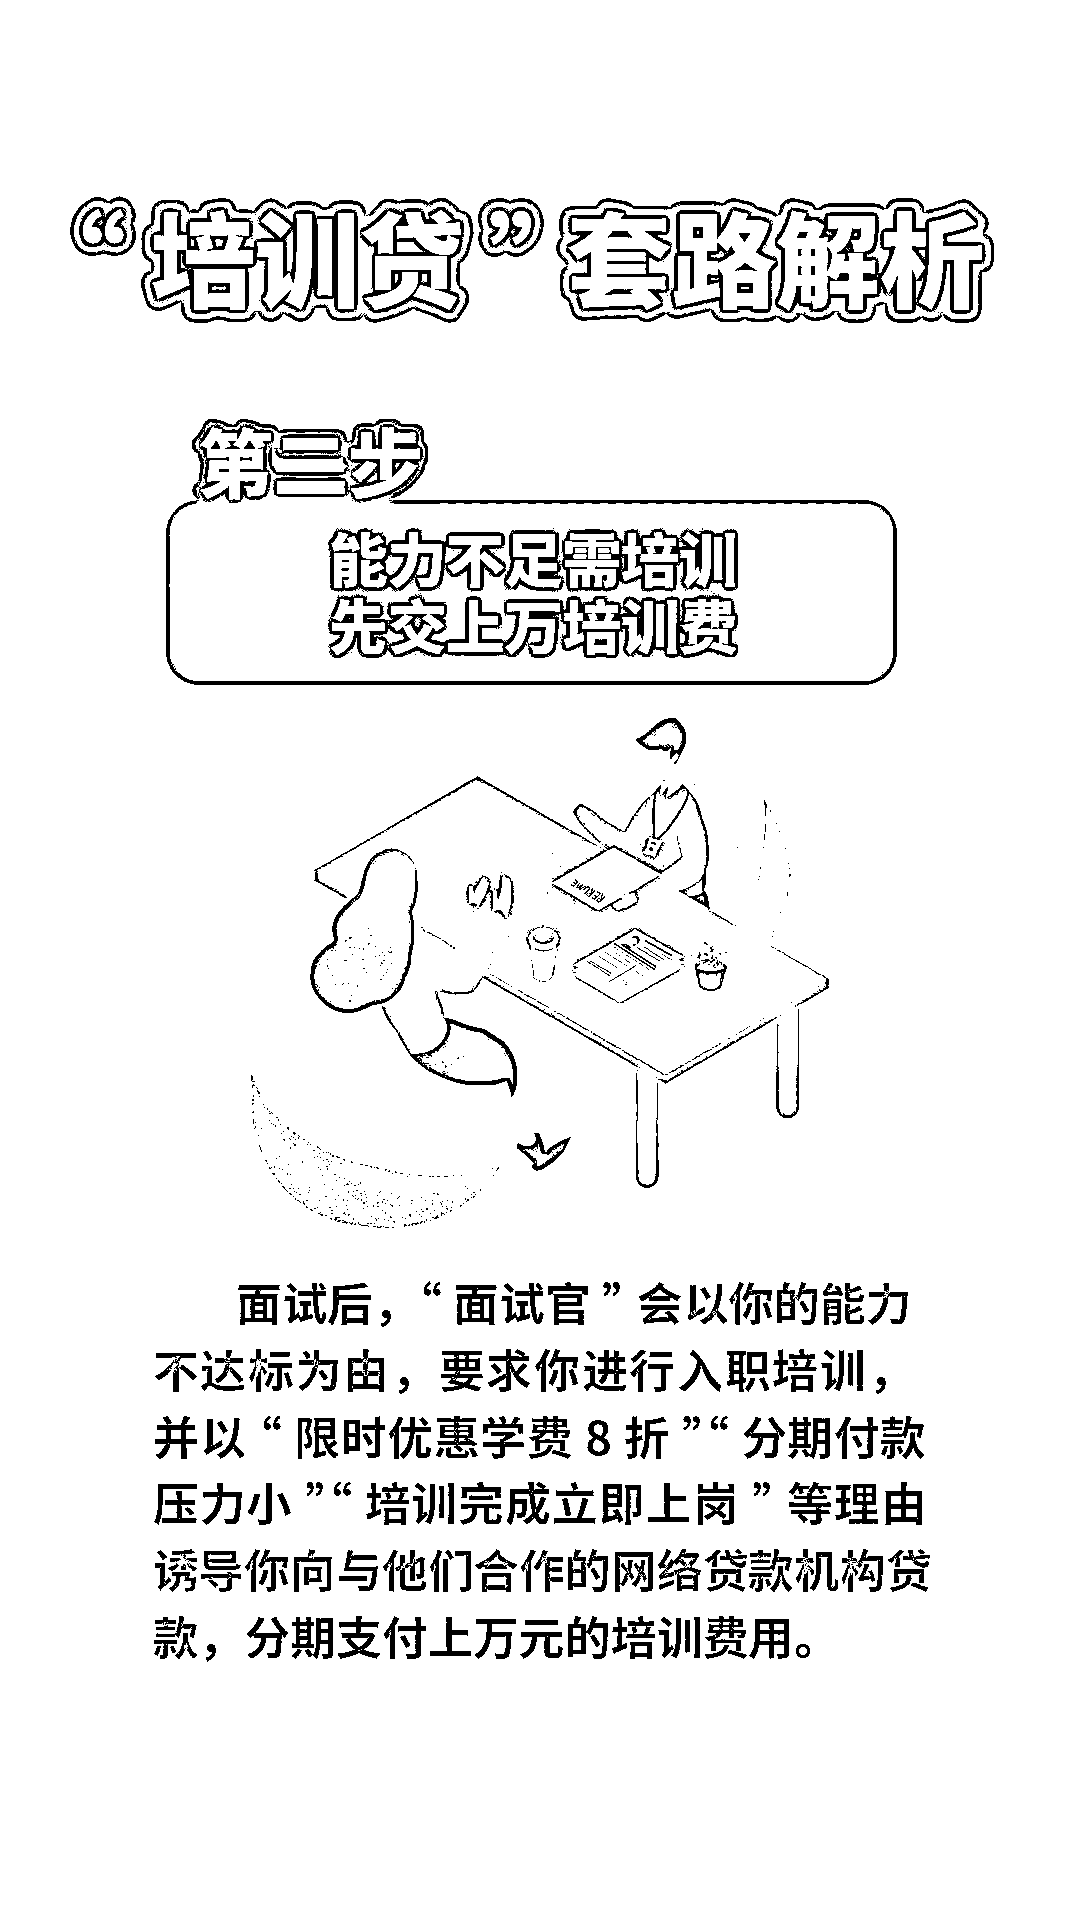 “培训贷”套路解析
第三步
能力不足需培训
先交上万培训费
RESUME
面试后，“面试官”会以你的能力
不达标为由，要求你进行入职培训，
并以“限时优惠学费8折”“分期付款
压力小”“培训完成立即上岗”等理由
诱导你向与他们合作的网络贷款机构贷
款，分期支付上万元的培训费用。